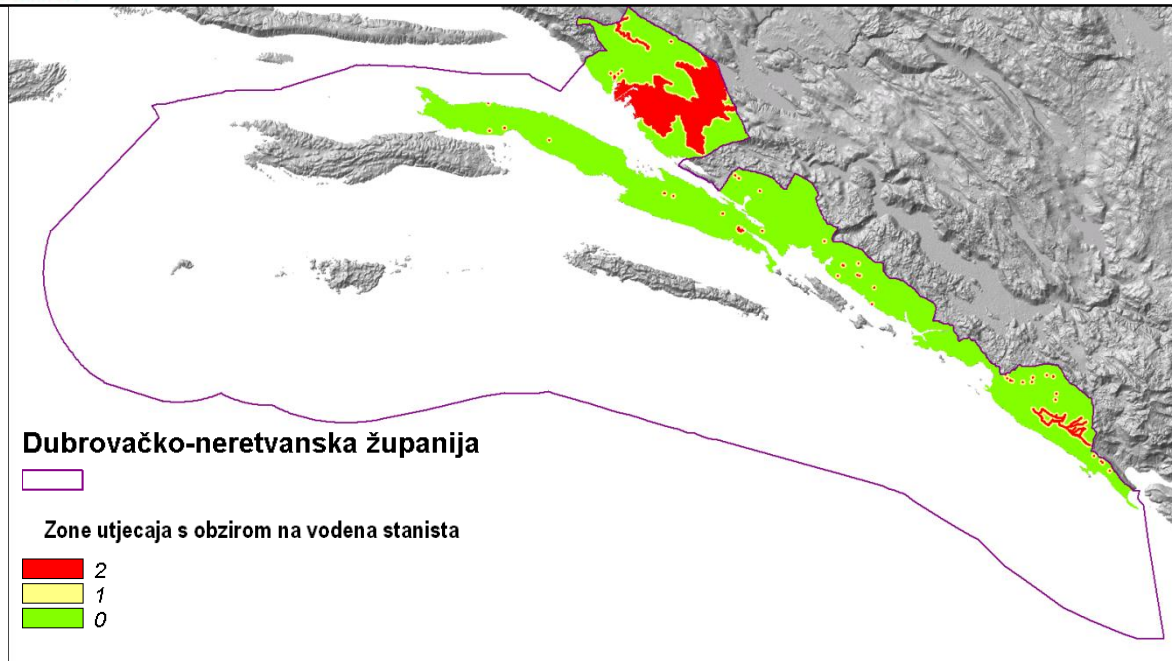 Dubrovačko-neretvanska županija
Zone utjecaja s obzirom na vodena stanista
2
1
0